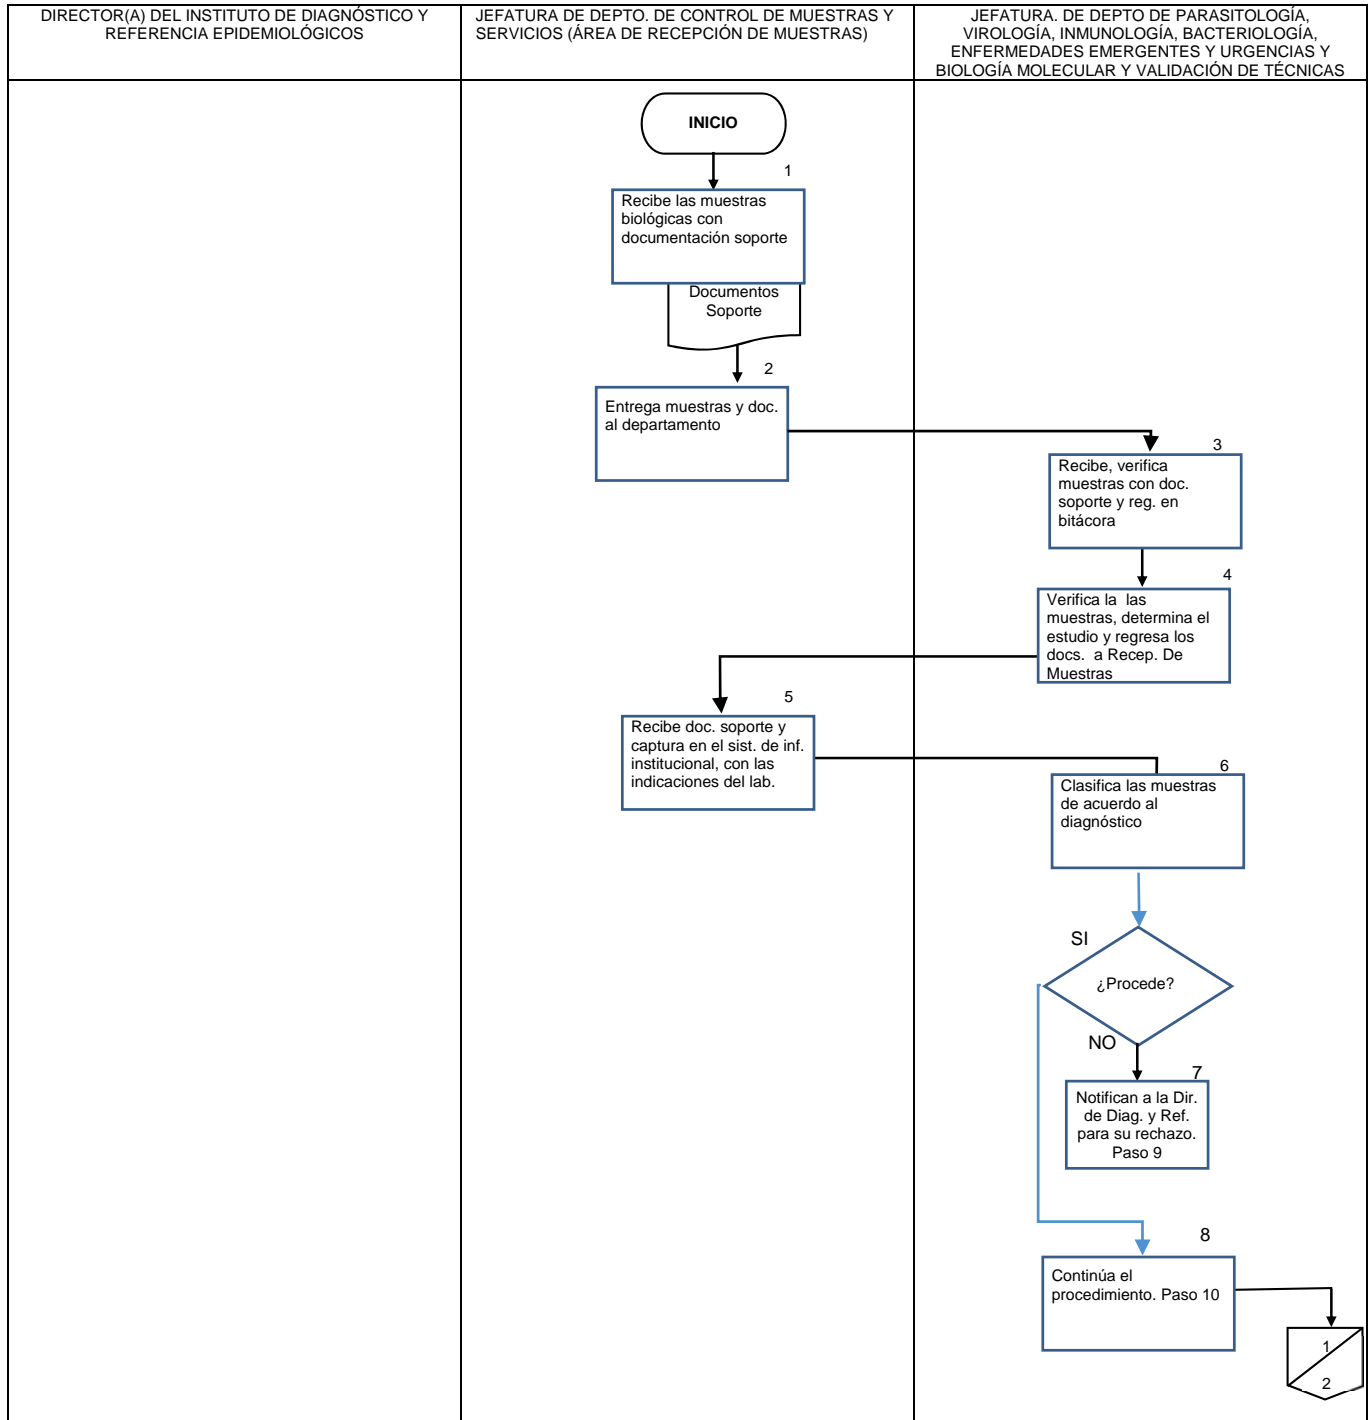 DIRECTOR(A) DEL INSTITUTO DE DIAGNÓSTICO Y
REFERENCIA EPIDEMIOLÓGICOS
JEFATURA DE DEPTO. DE CONTROL DE MUESTRAS Y
SERVICIOS (ÁREA DE RECEPCIÓN DE MUESTRAS)
JEFATURA. DE DEPTO DE PARASITOLOGÍA,
VIROLOGÍA, INMUNOLOGÍA, BACTERIOLOGÍA,
ENFERMEDADES EMERGENTES Y URGENCIAS Y
BIOLOGÍA MOLECULAR Y VALIDACIÓN DE TÉCNICAS
INICIO
1
Recibe las muestras
biológicas con
documentación soporte
Documentos
Soporte
2
Entrega muestras y doc.
al departamento
3
Recibe, verifica
muestras con doc.
soporte y reg. en
bitácora
4
Verifica la  las
muestras, determina el
estudio y regresa los
docs.  a Recep. De
Muestras
5
Recibe doc. soporte y
captura en el sist. de inf.
institucional, con las
indicaciones del lab.
6
Clasifica las muestras
de acuerdo al
diagnóstico
SI
¿Procede?
NO
7
Notifican a la Dir.
de Diag. y Ref.
para su rechazo.
Paso 9
8
Continúa el
procedimiento. Paso 10
1
2